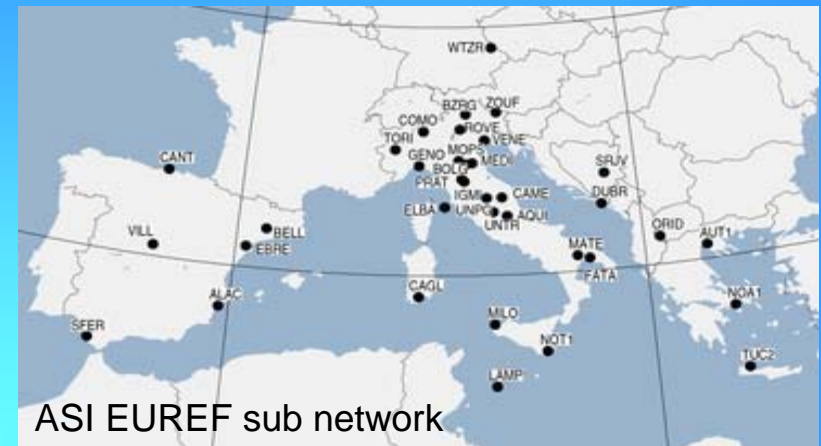 WTZR
BZRG ZOUF
COMO ROVE
TORI VENE
GENO MOPS MEDI
BOLG
PRAT
CANT
SRJV
IGMI CAME
DUBR
ELBA UNPG AQUI
UNTR
VILL
BELL
EBRE
ORID AUT1
MATE
FATA
ALAC
CAGL
NOA1
SFER
MILO
NOT1
TUC2
LAMP
ASI EUREF sub network